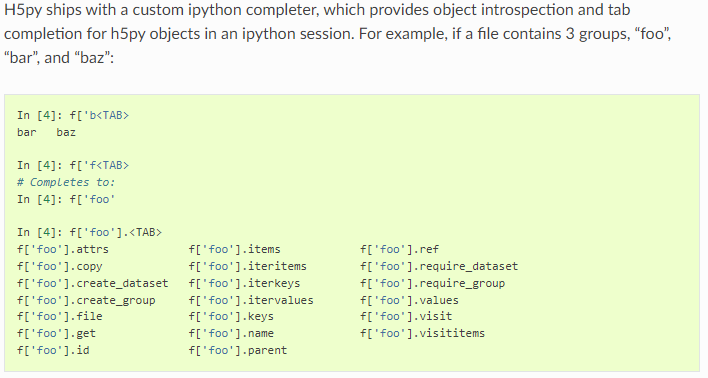 H5py ships with a custom ipython completer, which provides object introspection and tab
completion for h5py objects in an ipython session. For example, if a file contains 3 groups, “foo”,
“bar”, and “baz”:
In [4]: f['b<TAB>
bar   baz
In [4]: f['f<TAB>
# Completes to:
In [4]: f['foo'
In [4]: f['foo'].<TAB>
f['foo'].attrs            f['foo'].items            f['foo'].ref
f['foo'].copy             f['foo'].iteritems        f['foo'].require_dataset
f['foo'].create_dataset   f['foo'].iterkeys         f['foo'].require_group
f['foo'].create_group     f['foo'].itervalues       f['foo'].values
f['foo'].file             f['foo'].keys             f['foo'].visit
f['foo'].get              f['foo'].name             f['foo'].visititems
f['foo'].id               f['foo'].parent